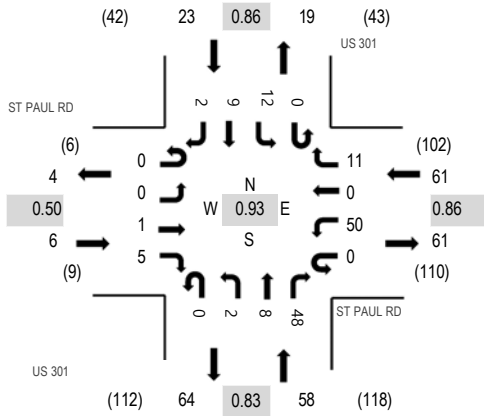 (42) 23 0.86 19 (43)
US 301
ST PAUL RD
2 9 12 0
(6) 0 11 (102)
4 0 N 0 61
0.50 W 0.93 E 0.86
6 1 S 50 61
(9) 5 0 (110)
0 2 8 48
ST PAUL RD
US 301
(112) 64 0.83 58 (118)